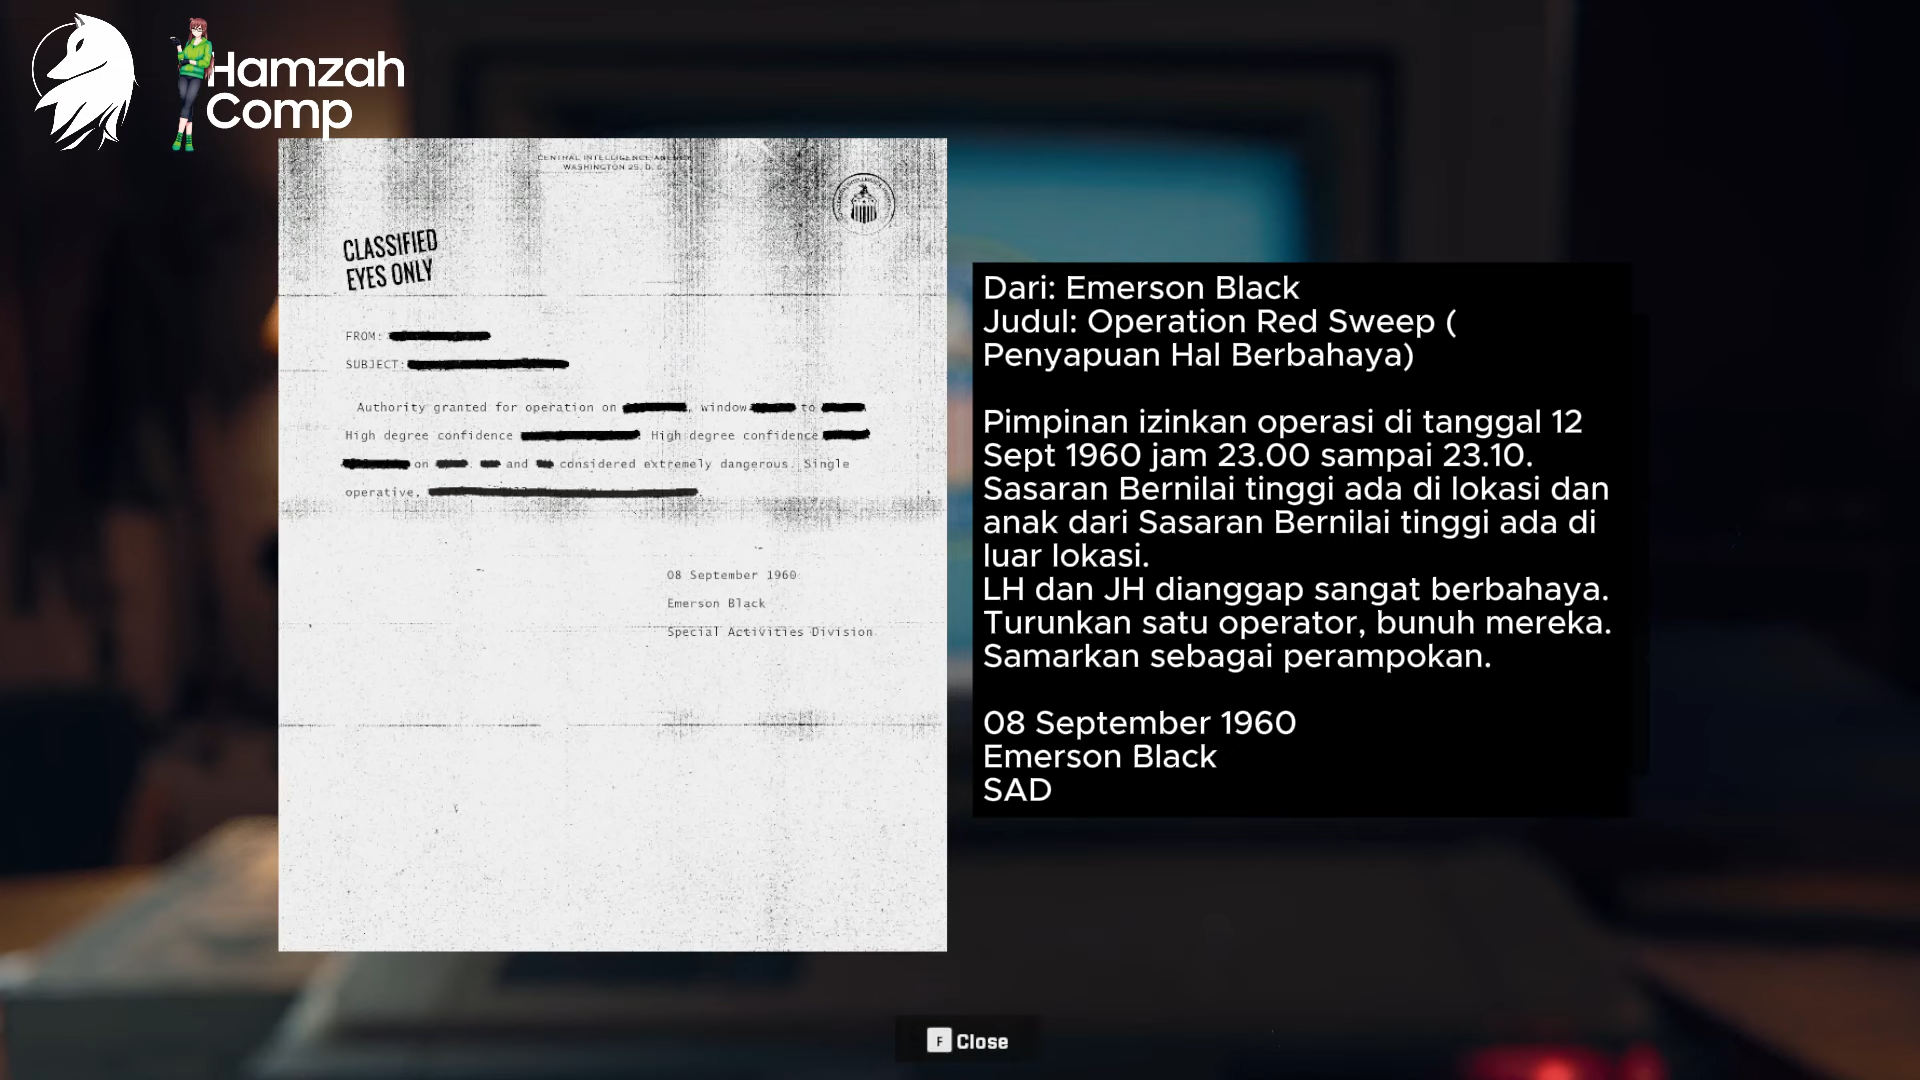 Hamzah
Comp
CENTRAL INTELLIGENCE AGENCY
WASHINGTON 25, D. C.
CLASSIFIED
EYES ONLY
FROM:
SUBJECT:
Authority granted for operation on , window to
High degree confidence . High degree confidence
on . and considered extremely dangerous. Single
operative,
08 September 1960
Emerson Black
Special Activities Division
Dari: Emerson Black
Judul: Operation Red Sweep (
Penyapuan Hal Berbahaya)
Pimpinan izinkan operasi di tanggal 12
Sept 1960 jam 23.00 sampai 23.10.
Sasaran Bernilai tinggi ada di lokasi dan
anak dari Sasaran Bernilai tinggi ada di
luar lokasi.
LH dan JH dianggap sangat berbahaya.
Turunkan satu operator, bunuh mereka.
Samarkan sebagai perampokan.
08 September 1960
Emerson Black
SAD
F Close